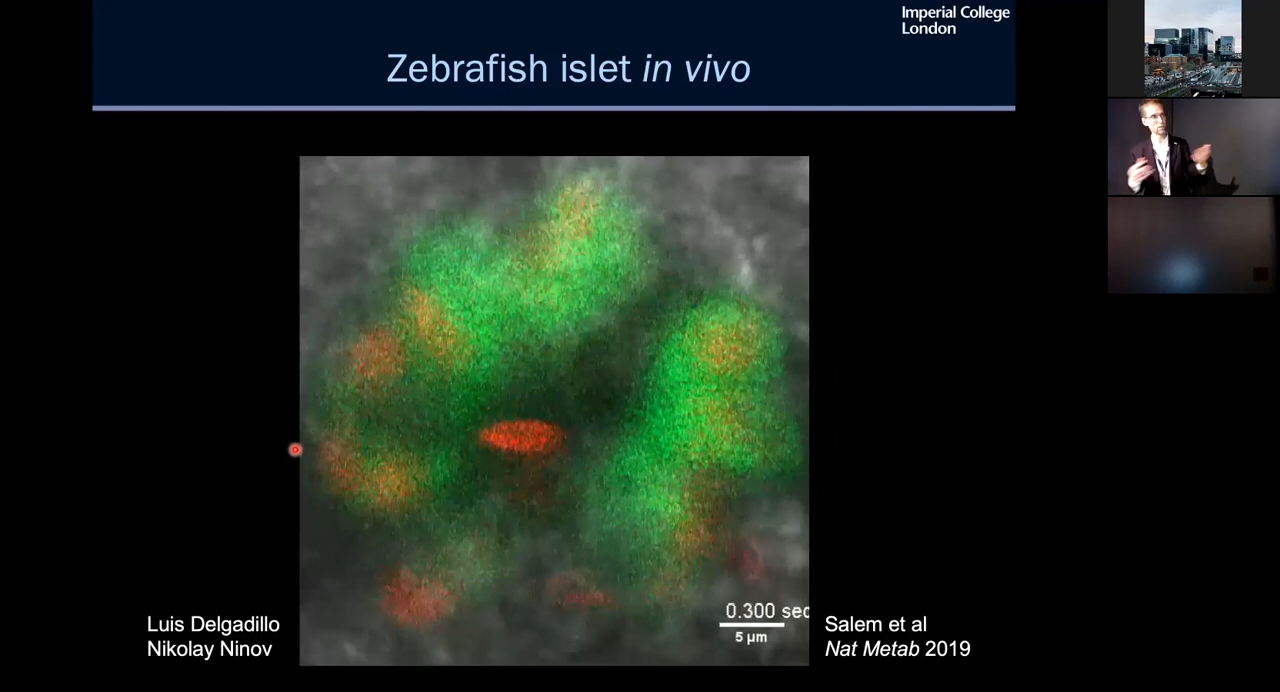 Imperial College
London
Zebrafish islet in vivo
0.300 sec
5 µm
Luis Delgadillo
Nikolay Ninov
Salem et al
Nat Metab 2019